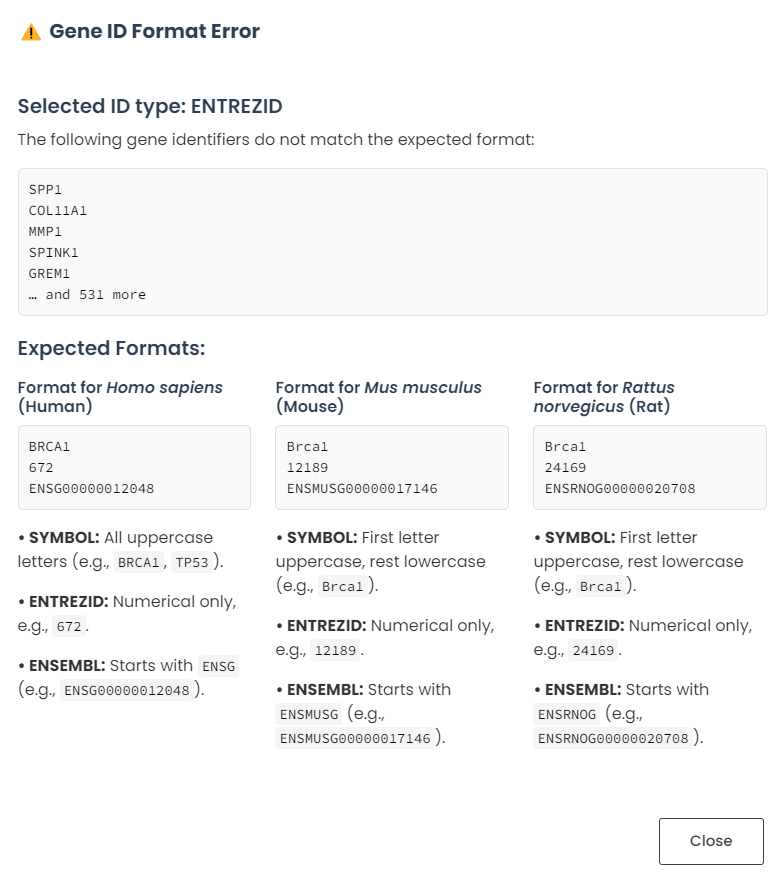 ⚠ Gene ID Format Error
Selected ID type: ENTREZID
The following gene identifiers do not match the expected format:
SPP1
COL11A1
MMP1
SPINK1
GREM1
… and 531 more
Expected Formats:
Format for Homo sapiens
(Human)
BRCA1
672
ENSG00000012048
• SYMBOL: All uppercase
letters (e.g., BRCA1, TP53).
• ENTREZID: Numerical only,
e.g., 672.
• ENSEMBL: Starts with ENSG
(e.g., ENSG00000012048).
Format for Mus musculus
(Mouse)
Brca1
12189
ENSMUSG00000017146
• SYMBOL: First letter
uppercase, rest lowercase
(e.g., Brca1).
• ENTREZID: Numerical only,
e.g., 12189.
• ENSEMBL: Starts with
ENSMUSG (e.g.,
ENSMUSG00000017146).
Format for Rattus
norvegicus (Rat)
Brca1
24169
ENSRNOG00000020708
• SYMBOL: First letter
uppercase, rest lowercase
(e.g., Brca1).
• ENTREZID: Numerical only,
e.g., 24169.
• ENSEMBL: Starts with
ENSRNOG (e.g.,
ENSRNOG00000020708).
Close